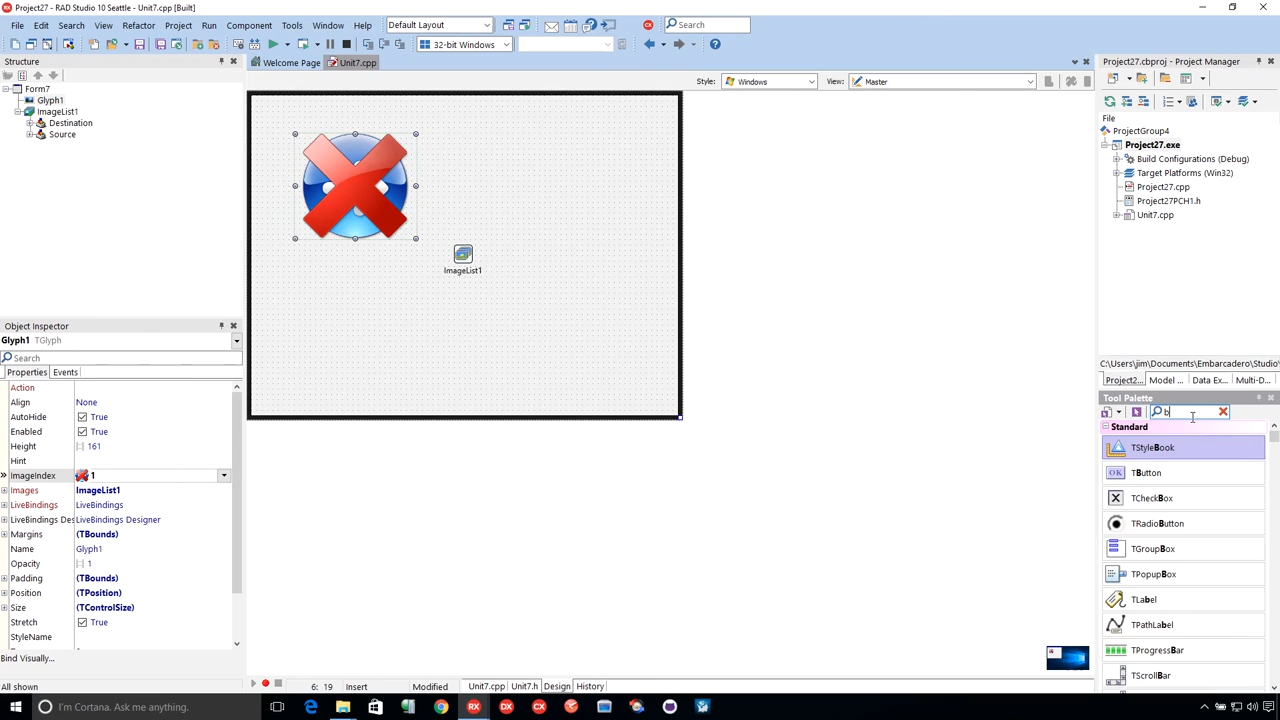 Project27 - RAD Studio 10 Seattle - Unit7.cpp [Built]
File Edit Search View Refactor Project Run Component Tools Window Help Default Layout Search
32-bit Windows
Structure
Form7
Glyph1
ImageList1
Destination
Source
Object Inspector
Glyph1 TGlyph
Search
Properties Events
Action
Align None
AutoHide True
Enabled True
Height 161
Hint
ImageIndex 1
Images ImageList1
LiveBindings LiveBindings
LiveBindings Des LiveBindings Designer
Margins (TBounds)
Name Glyph1
Opacity 1
Padding (TBounds)
Position (TPosition)
Size (TControlSize)
Stretch True
StyleName
Bind Visually...
All shown
Welcome Page Unit7.cpp
Style: Windows View: Master
ImageList1
6: 19 Insert Modified Unit7.cpp Unit7.h Design History
Project27.cbproj - Project Manager
File
ProjectGroup4
Project27.exe
Build Configurations (Debug)
Target Platforms (Win32)
Project27.cpp
Project27PCH1.h
Unit7.cpp
C:\Users\jim\Documents\Embarcadero\Studio\
Project2... Model ... Data Ex... Multi-D...
Tool Palette
b
Standard
TStyleBook
OK TButton
TCheckBox
TRadioButton
TGroupBox
TPopupBox
TLabel
TPathLabel
TProgressBar
TScrollBar
I'm Cortana. Ask me anything.
RX DX CX